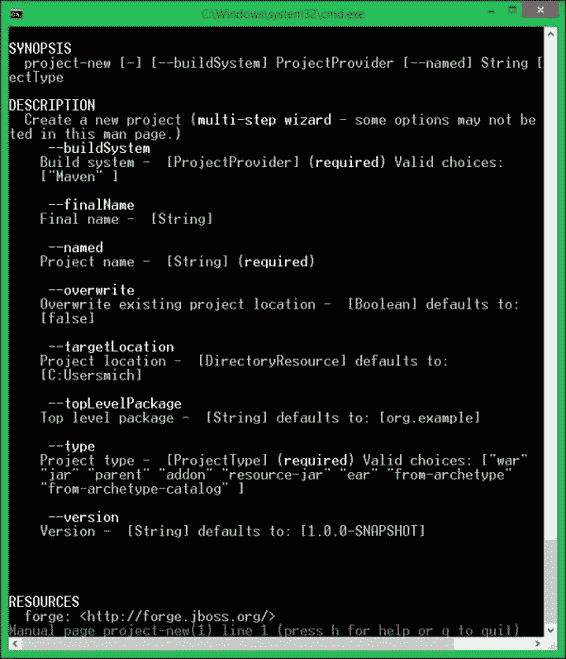 C:\Windows\system32\cmd.exe
SYNOPSIS
project-new [-] [--buildSystem] ProjectProvider [--named] String [
ectType
DESCRIPTION
Create a new project (multi-step wizard - some options may not be
ted in this man page.)
--buildSystem
Build system -  [ProjectProvider] (required) Valid choices:
["Maven" ]
--finalName
Final name -  [String]
--named
Project name -  [String] (required)
--overwrite
Overwrite existing project location -  [Boolean] defaults to:
[false]
--targetLocation
Project location -  [DirectoryResource] defaults to:
[C:Usersmich]
--topLevelPackage
Top level package -  [String] defaults to: [org.example]
--type
Project type -  [ProjectType] (required) Valid choices: ["war"
"jar" "parent" "addon" "resource-jar" "ear" "from-archetype"
"from-archetype-catalog" ]
--version
Version -  [String] defaults to: [1.0.0-SNAPSHOT]
RESOURCES
forge: <http://forge.jboss.org/>
Manual page project-new(1) line 1 (press h for help or q to quit)